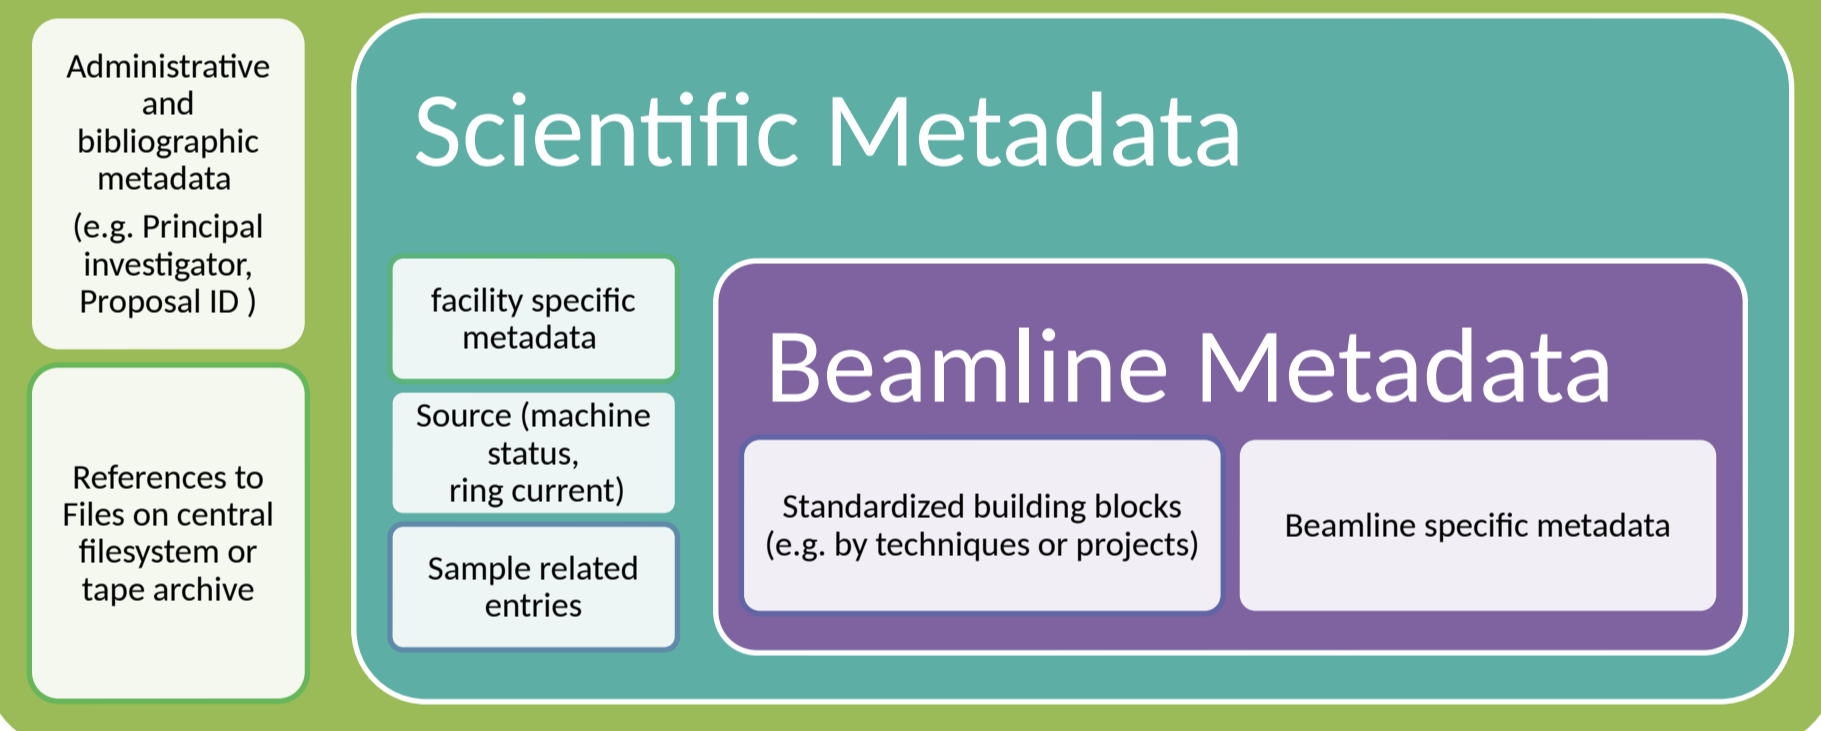 Administrative
and
bibliographic
metadata
(e.g. Principal
investigator,
Proposal ID )
References to
Files on central
filesystem or
tape archive
Scientific Metadata
facility specific
metadata
Source (machine
status,
ring current)
Sample related
entries
Beamline Metadata
Standardized building blocks
(e.g. by techniques or projects)
Beamline specific metadata